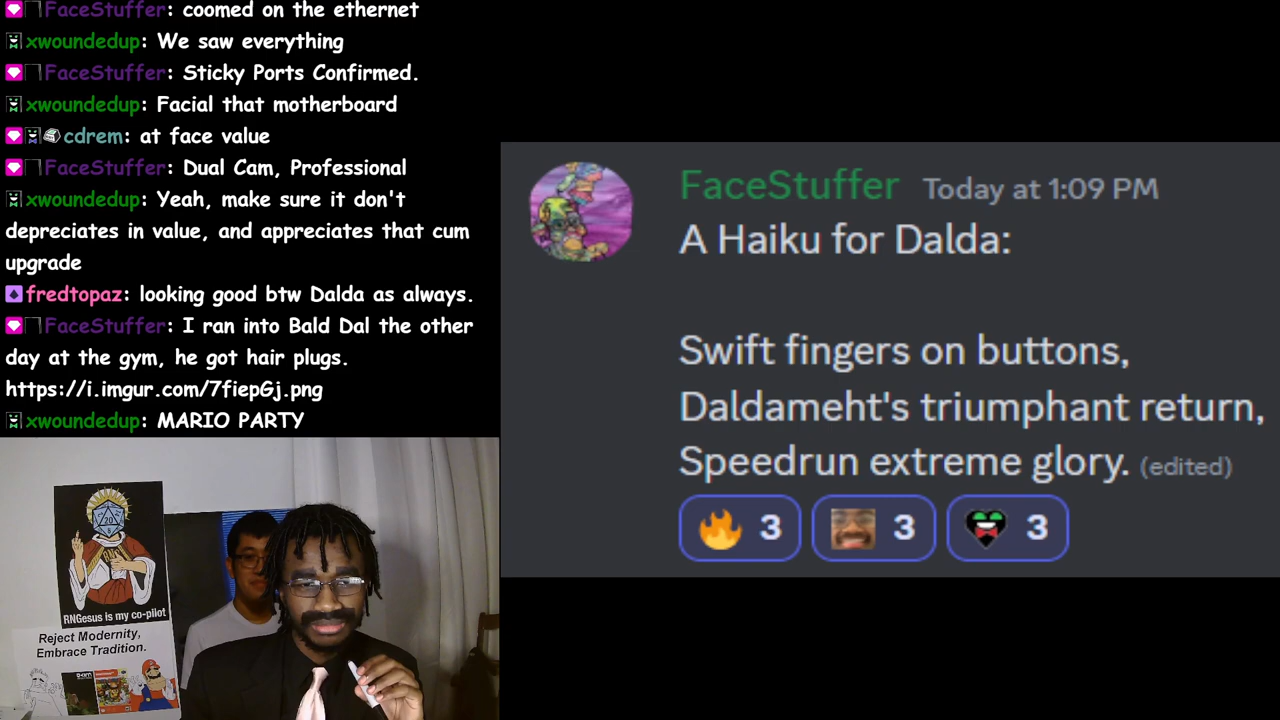 FaceStuffer: coomed on the ethernet
xwoundedup: We saw everything
FaceStuffer: Sticky Ports Confirmed.
xwoundedup: Facial that motherboard
cdrem: at face value
FaceStuffer: Dual Cam, Professional
xwoundedup: Yeah, make sure it don't
depreciates in value, and appreciates that cum
upgrade
fredtopaz: looking good btw Dalda as always.
FaceStuffer: I ran into Bald Dal the other
day at the gym, he got hair plugs.
https://i.imgur.com/7fiepGj.png
xwoundedup: MARIO PARTY
FaceStuffer Today at 1:09 PM
A Haiku for Dalda:
Swift fingers on buttons,
Daldameht's triumphant return,
Speedrun extreme glory. (edited)
3 3 3
20
RNGesus is my co-pilot
Reject Modernity,
Embrace Tradition.